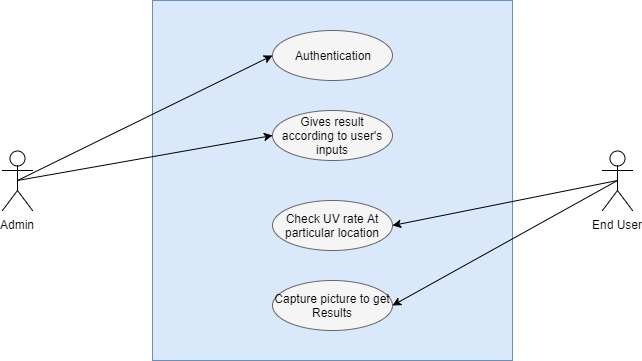 Authentication
Gives result
according to user's
inputs
Admin
End User
Check UV rate At
particular location
Capture picture to get
Results